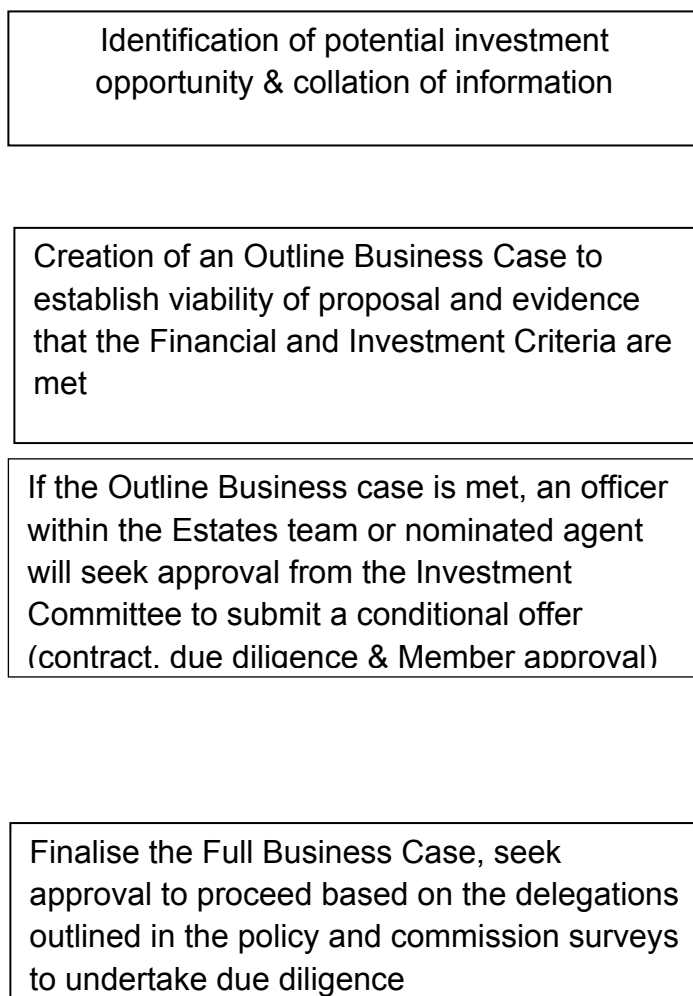 Identification of potential investment
opportunity & collation of information
Creation of an Outline Business Case to
establish viability of proposal and evidence
that the Financial and Investment Criteria are
met
If the Outline Business case is met, an officer
within the Estates team or nominated agent
will seek approval from the Investment
Committee to submit a conditional offer
(contract, due diligence & Member approval)
Finalise the Full Business Case, seek
approval to proceed based on the delegations
outlined in the policy and commission surveys
to undertake due diligence